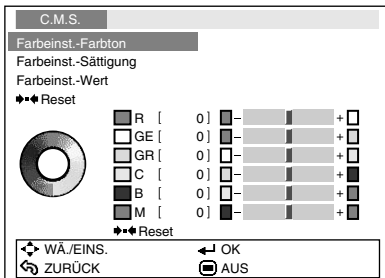 C.M.S.
Farbeinst.-Farbton
Farbeinst.-Sättigung
Farbeinst.-Wert
Reset
R [ 0] - +
GE [ 0] - +
GR [ 0] - +
C [ 0] - +
B [ 0] - +
M [ 0] - +
Reset
WÄ./EINS. OK
ZURÜCK AUS